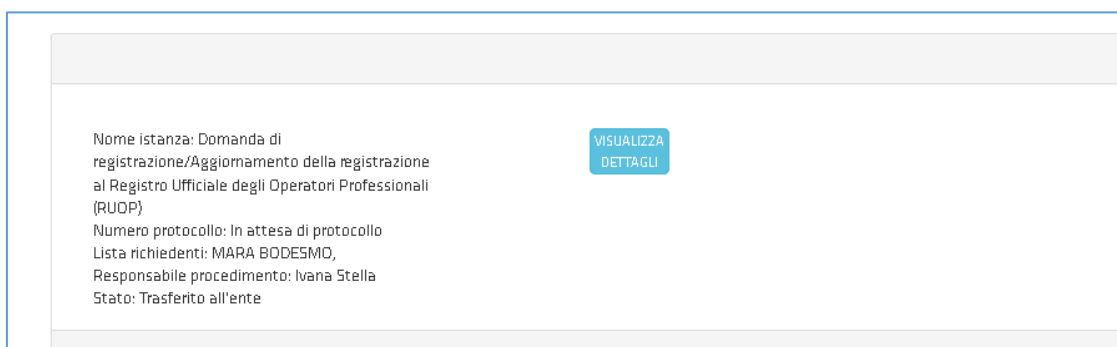 Nome istanza: Domanda di
registrazione/Aggiornamento della registrazione
al Registro Ufficiale degli Operatori Professionali
(RUOP)
Numero protocollo: In attesa di protocollo
Lista richiedenti: MARA BODESMO,
Responsabile procedimento: Ivana Stella
Stato: Trasferito all'ente
VISUALIZZA
DETTAGLI